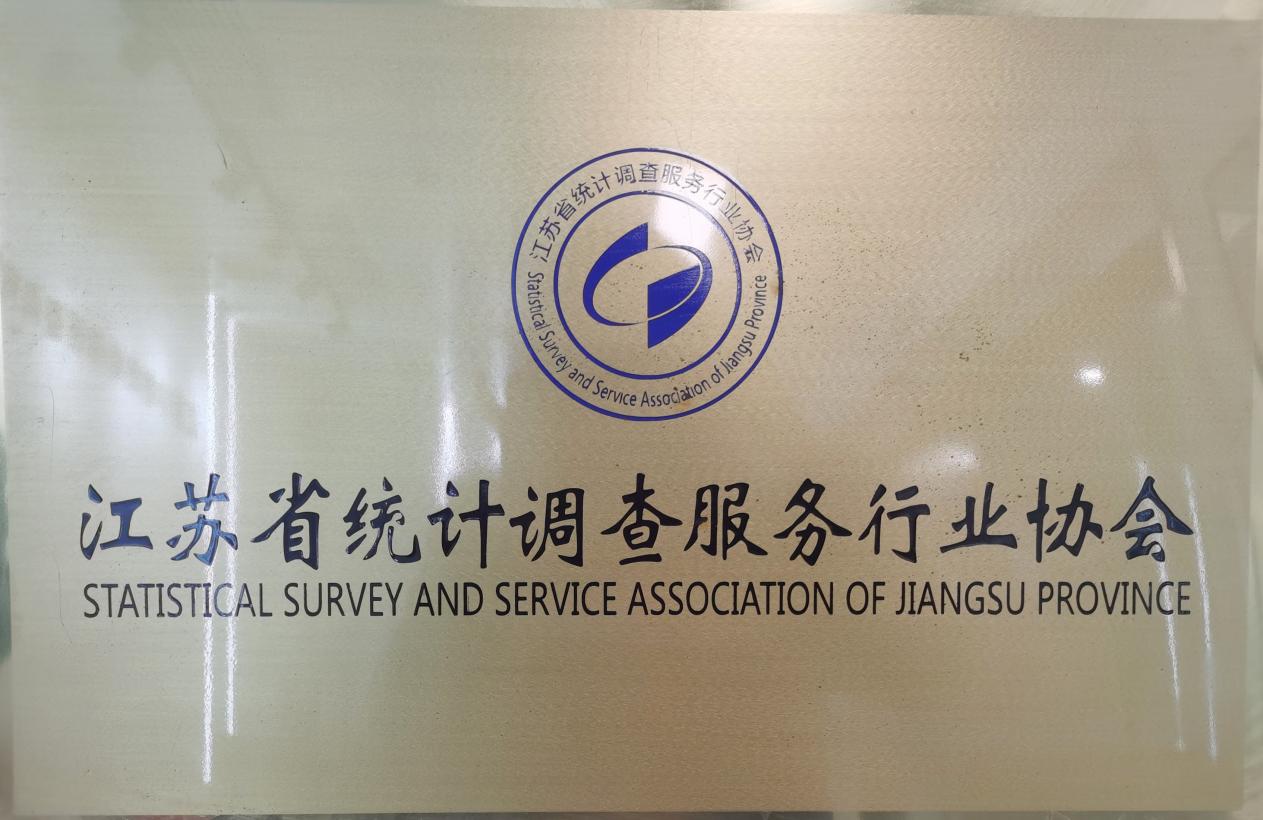 江苏省统计调查服务行业协会
Statistical Survey and Service Association of Jiangsu Province
江苏省统计调查服务行业协会
STATISTICAL SURVEY AND SERVICE ASSOCIATION OF JIANGSU PROVINCE